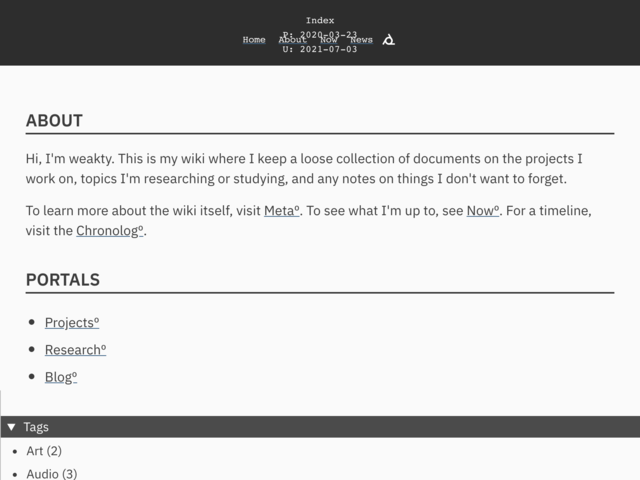 Index
P: 2020-03-23
Home About Now News
U: 2021-07-03
ABOUT
Hi, I'm weakty. This is my wiki where I keep a loose collection of documents on the projects I
work on, topics I'm researching or studying, and any notes on things I don't want to forget.
To learn more about the wiki itself, visit Metaº. To see what I'm up to, see Nowº. For a timeline,
visit the Chronologº.
PORTALS
Projectsº
Researchº
Blogº
Tags
Art (2)
Audio (3)